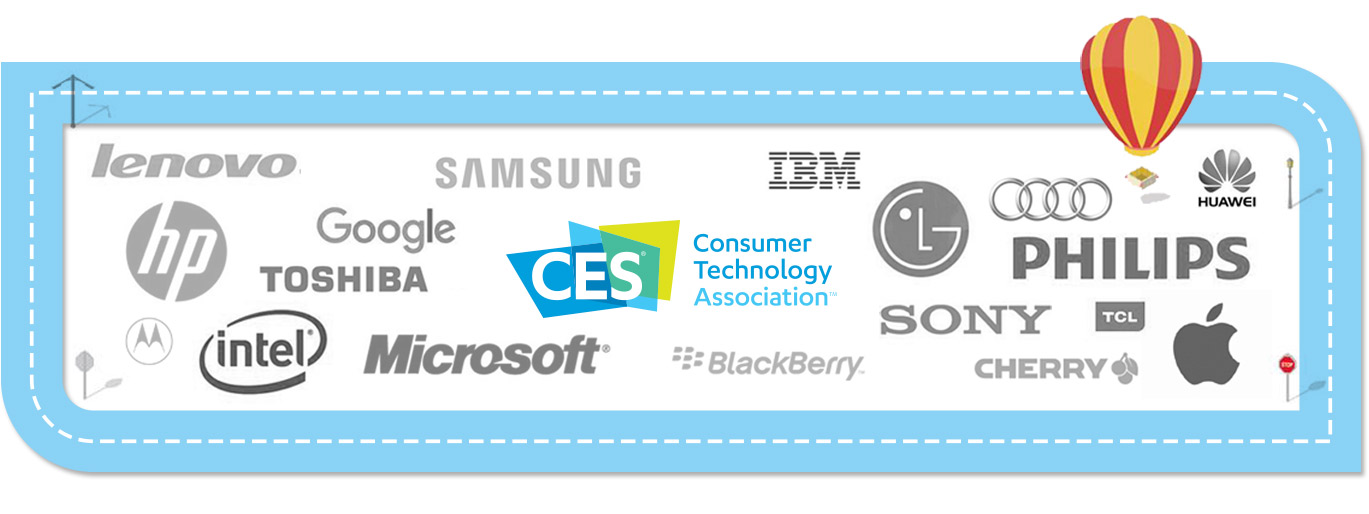 lenovo
SAMSUNG
IBM
HUAWEI
hp
Google
TOSHIBA
CES®
Consumer
Technology
Association™
LG
PHILIPS
intel®
Microsoft®
BlackBerry
SONY
TCL
CHERRY
STOP